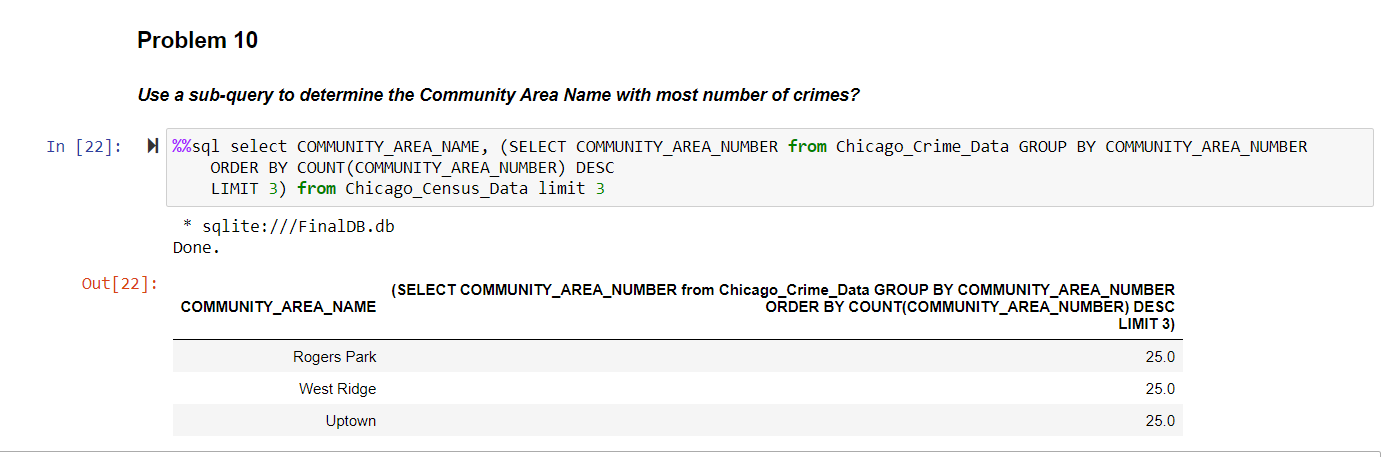 Problem 10
Use a sub-query to determine the Community Area Name with most number of crimes?
In [22]: %%sql select COMMUNITY_AREA_NAME, (SELECT COMMUNITY_AREA_NUMBER from Chicago_Crime_Data GROUP BY COMMUNITY_AREA_NUMBER
ORDER BY COUNT(COMMUNITY_AREA_NUMBER) DESC
LIMIT 3) from Chicago_Census_Data limit 3
* sqlite:///FinalDB.db
Done.
Out[22]:
COMMUNITY_AREA_NAME (SELECT COMMUNITY_AREA_NUMBER from Chicago_Crime_Data GROUP BY COMMUNITY_AREA_NUMBER
ORDER BY COUNT(COMMUNITY_AREA_NUMBER) DESC
LIMIT 3)
Rogers Park 25.0
West Ridge 25.0
Uptown 25.0